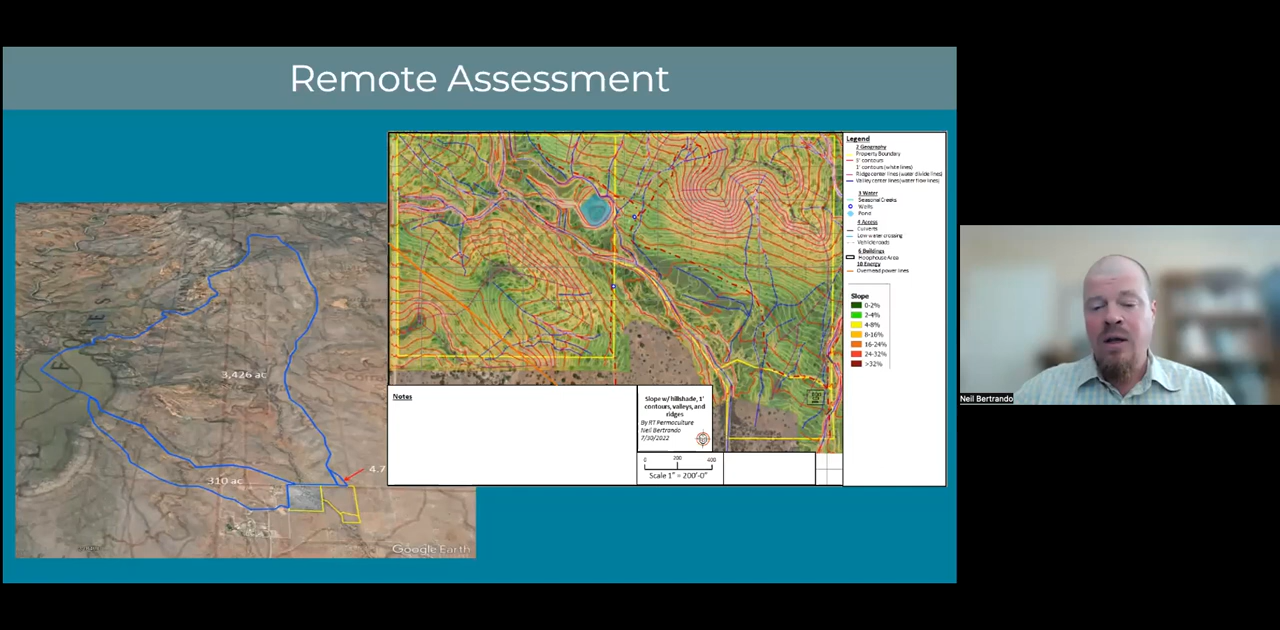 Remote Assessment
3,426 ac
310 ac
4.7
Google Earth
Legend
2 Geography
Property Boundary
5' contours
1' contours (white lines)
Ridge center lines (water divide lines)
Valley center lines (water flow lines)
3 Water
Seasonal Creeks
Wells
Pond
4 Access
Culverts
Low water crossing
Vehicle roads
6 Buildings
Hoophouse Area
10 Energy
Overhead power lines
Slope
0-2%
2-4%
4-8%
8-16%
16-24%
24-32%
>32%
Notes
Slope w/ hillshade, 1'
contours, valleys, and
ridges
By RT Permaculture
Neil Bertrando
7/30/2022
0 200 400
Scale 1" = 200'-0"
Neil Bertrando